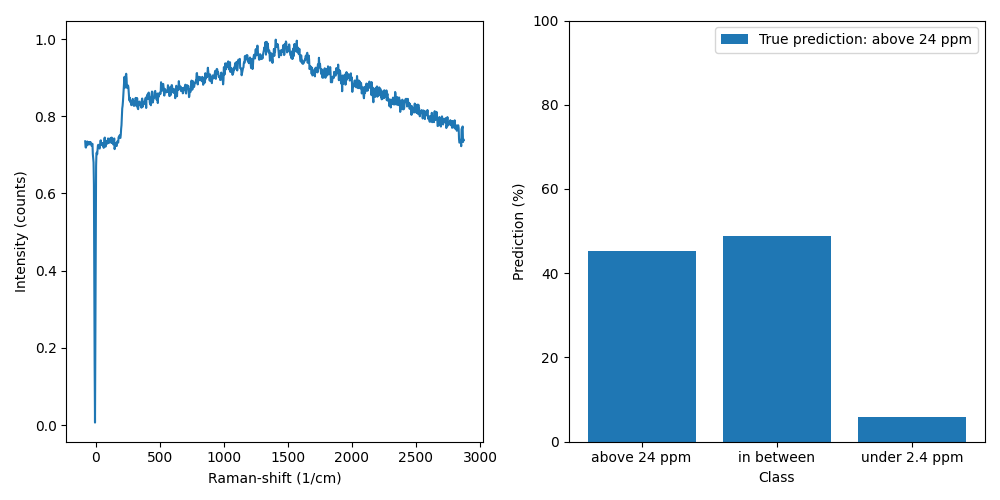 1.0
0.8
0.6
0.4
0.2
0.0
Intensity (counts)
0 500 1000 1500 2000 2500 3000
Raman-shift (1/cm)
100
80
60
40
20
0
Prediction (%)
True prediction: above 24 ppm
above 24 ppm in between under 2.4 ppm
Class